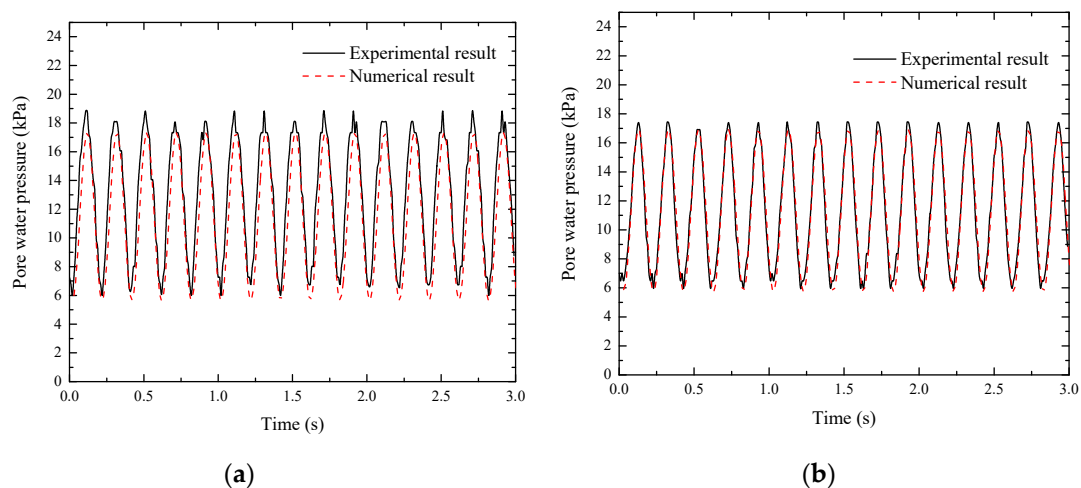 24
22
20
18
16
14
12
10
8
6
4
2
0
Pore water pressure (kPa)
Experimental result
Numerical result
0.0 0.5 1.0 1.5 2.0 2.5 3.0
Time (s)
(a)
24
22
20
18
16
14
12
10
8
6
4
2
0
Pore water pressure (kPa)
Experimental result
Numerical result
0.0 0.5 1.0 1.5 2.0 2.5 3.0
Time (s)
(b)